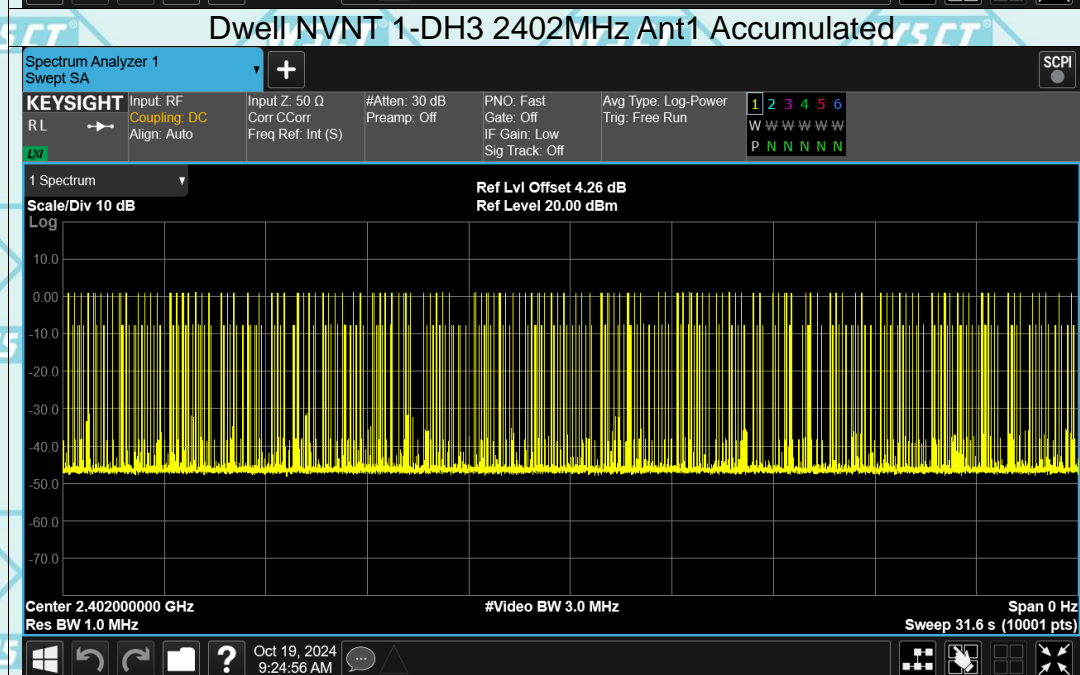 Dwell NVNT 1-DH3 2402MHz Ant1 Accumulated
Spectrum Analyzer 1
Swept SA
SCPI
KEYSIGHT
R L
LXI
Input: RF
Coupling: DC
Align: Auto
Input Z: 50 Ω
Corr CCorr
Freq Ref: Int (S)
#Atten: 30 dB
Preamp: Off
PNO: Fast
Gate: Off
IF Gain: Low
Sig Track: Off
Avg Type: Log-Power
Trig: Free Run
1 2 3 4 5 6
W W W W W W
P N N N N N
1 Spectrum
Scale/Div 10 dB
Ref Lvl Offset 4.26 dB
Ref Level 20.00 dBm
Log
10.0
0.00
-10.0
-20.0
-30.0
-40.0
-50.0
-60.0
-70.0
Center 2.402000000 GHz
#Video BW 3.0 MHz
Span 0 Hz
Res BW 1.0 MHz
Sweep 31.6 s (10001 pts)
?
Oct 19, 2024
9:24:56 AM